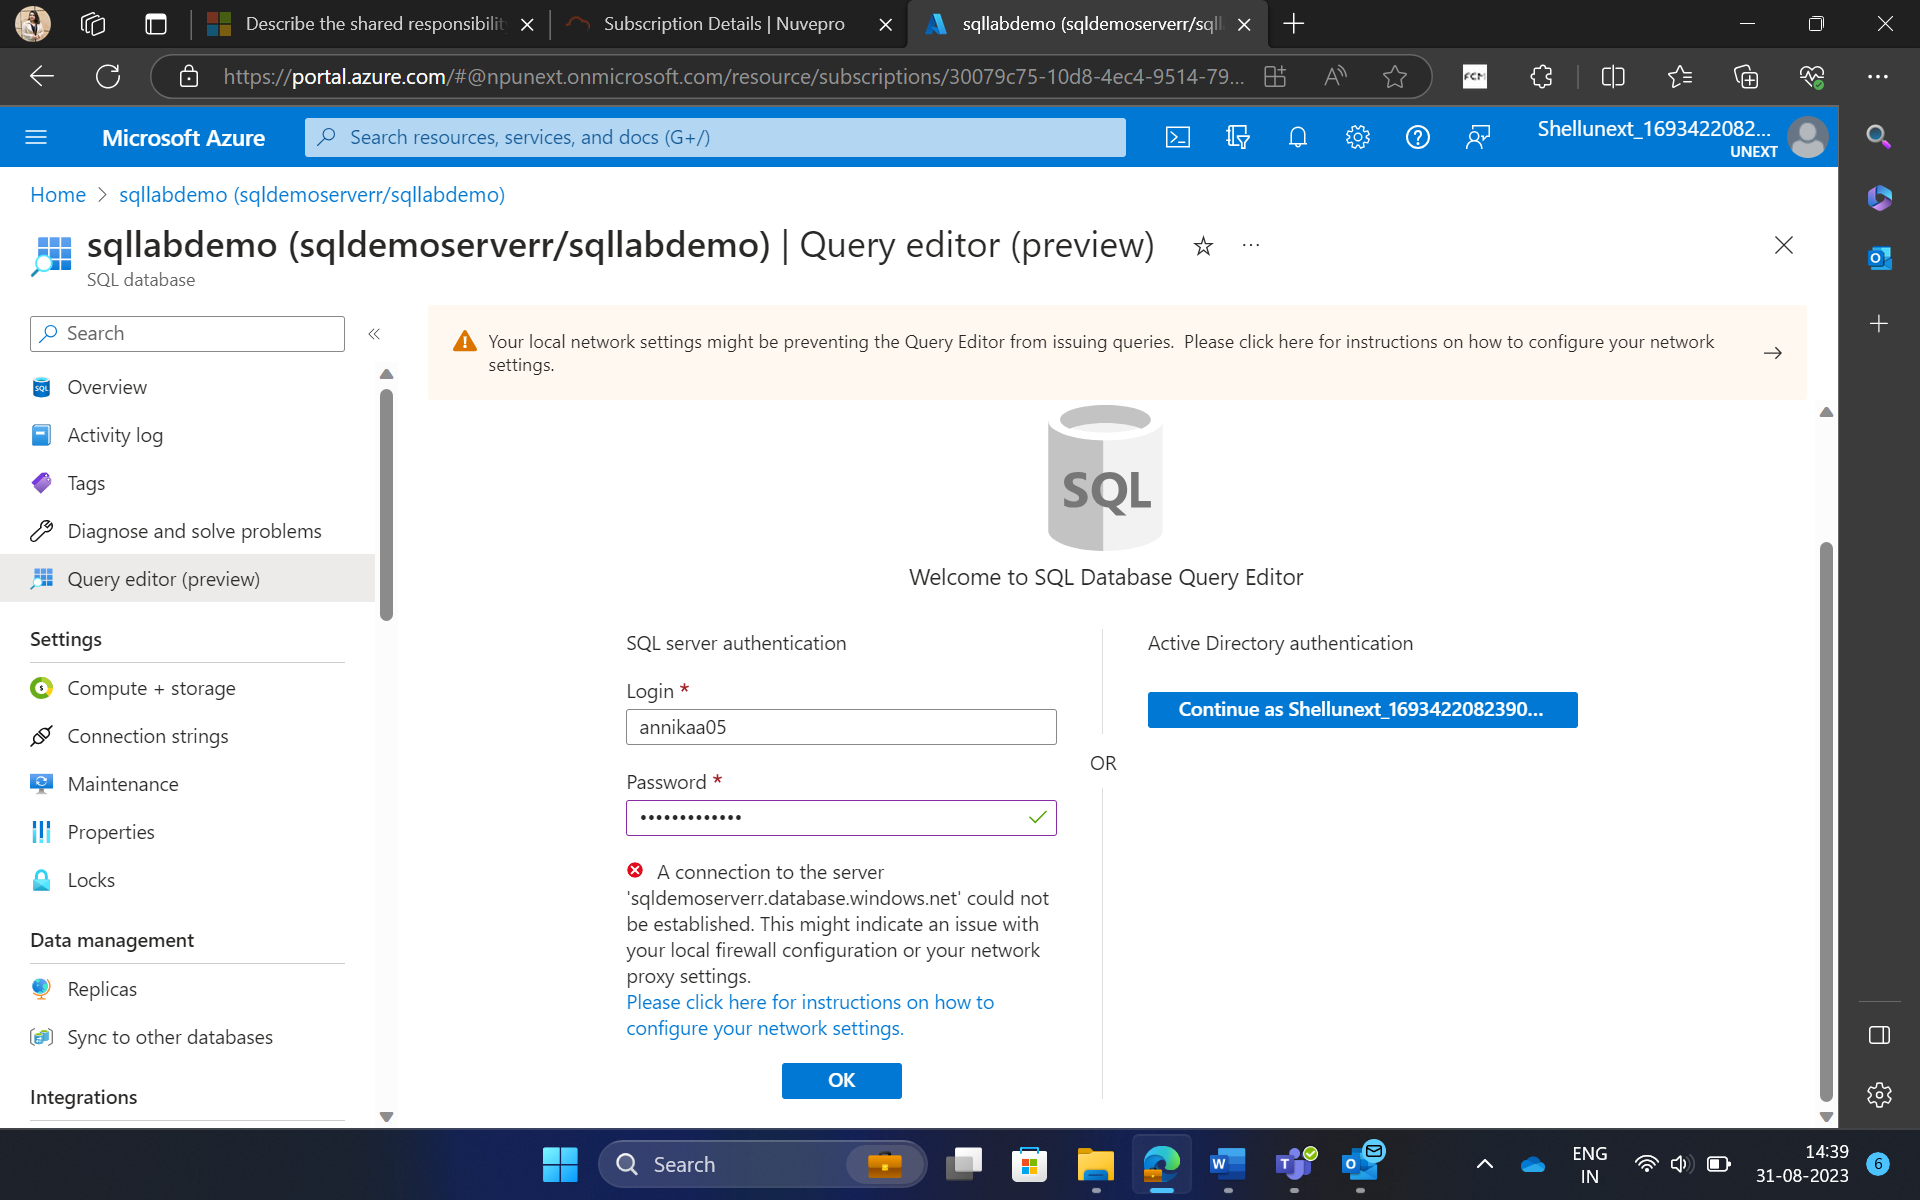 Describe the shared responsibilit
Subscription Details | Nuvepro
sqllabdemo (sqldemoserverr/sqll
https://portal.azure.com/#@npunext.onmicrosoft.com/resource/subscriptions/30079c75-10d8-4ec4-9514-79...
FCM
Microsoft Azure
Search resources, services, and docs (G+/)
Shellunext_1693422082...
UNEXT
Home > sqllabdemo (sqldemoserverr/sqllabdemo)
sqllabdemo (sqldemoserverr/sqllabdemo) | Query editor (preview)
SQL database
Search
Overview
Activity log
Tags
Diagnose and solve problems
Query editor (preview)
Settings
Compute + storage
Connection strings
Maintenance
Properties
Locks
Data management
Replicas
Sync to other databases
Integrations
Your local network settings might be preventing the Query Editor from issuing queries. Please click here for instructions on how to configure your network
settings.
SQL
Welcome to SQL Database Query Editor
SQL server authentication
Login *
annikaa05
Password *
•••••••••••••
A connection to the server
'sqldemoserverr.database.windows.net' could not
be established. This might indicate an issue with
your local firewall configuration or your network
proxy settings.
Please click here for instructions on how to
configure your network settings.
OK
OR
Active Directory authentication
Continue as Shellunext_1693422082390...
Search
ENG
IN
14:39
31-08-2023
6